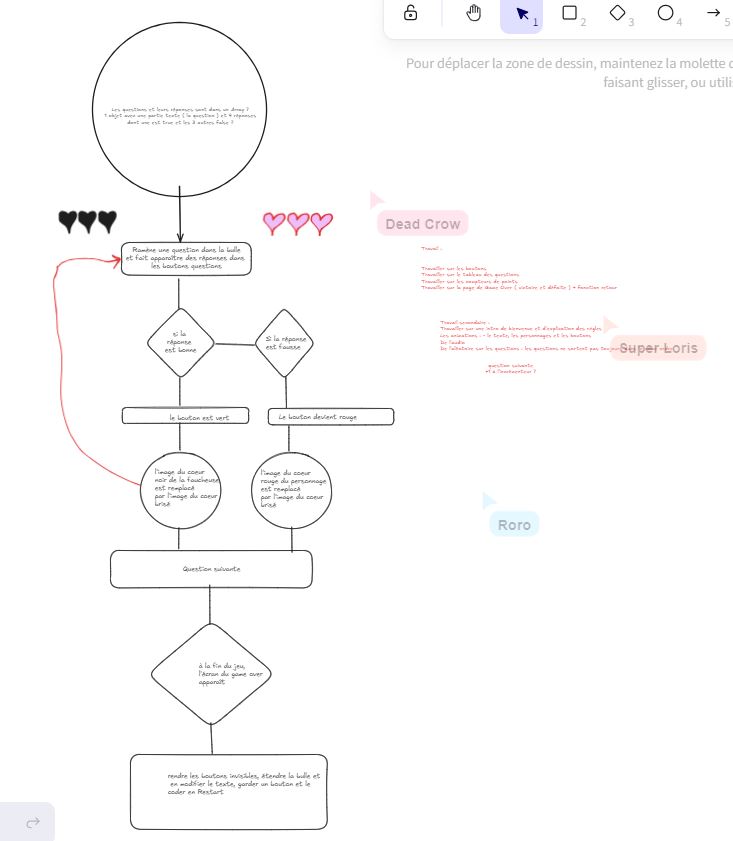 1
2
3
4
5
Pour déplacer la zone de dessin, maintenez la molette d
faisant glisser, ou utilis
Les questions et leurs réponses sont dans un Array ?
1 objet avec une partie texte ( la question ) et 4 réponses
dont une est true et les 3 autres false ?
Dead Crow
Ramène une question dans la bulle
et fait apparaître des réponses dans
les boutons questions
Travail :
Travailler sur les boutons
Travailler sur le tableau des questions
Travailler sur les compteurs de points
Travailler sur la page de Game Over ( victoire et défaite ) + fonction retour
Travail secondaire :
Travailler sur une intro de bienvenue et d'explication des règles
Les animations : - le texte, les personnages et les boutons
De l'audio
De l'aléatoire sur les questions : les questions ne sortent pas
Super Loris
question suivante
+1 à l'incrémenteur ?
si la
réponse
est bonne
Si la réponse
est fausse
le bouton est vert
Le bouton devient rouge
l'image du coeur
noir de la faucheuse
est remplacé
par l'image du coeur
brisé
l'image du coeur
rouge du personnage
est remplacé
par l'image du coeur
brisé
Roro
Question suivante
à la fin du jeu,
l'écran du game over
apparaît
rendre les boutons invisibles, étendre la bulle et
en modifier le texte, garder un bouton et le
coder en Restart